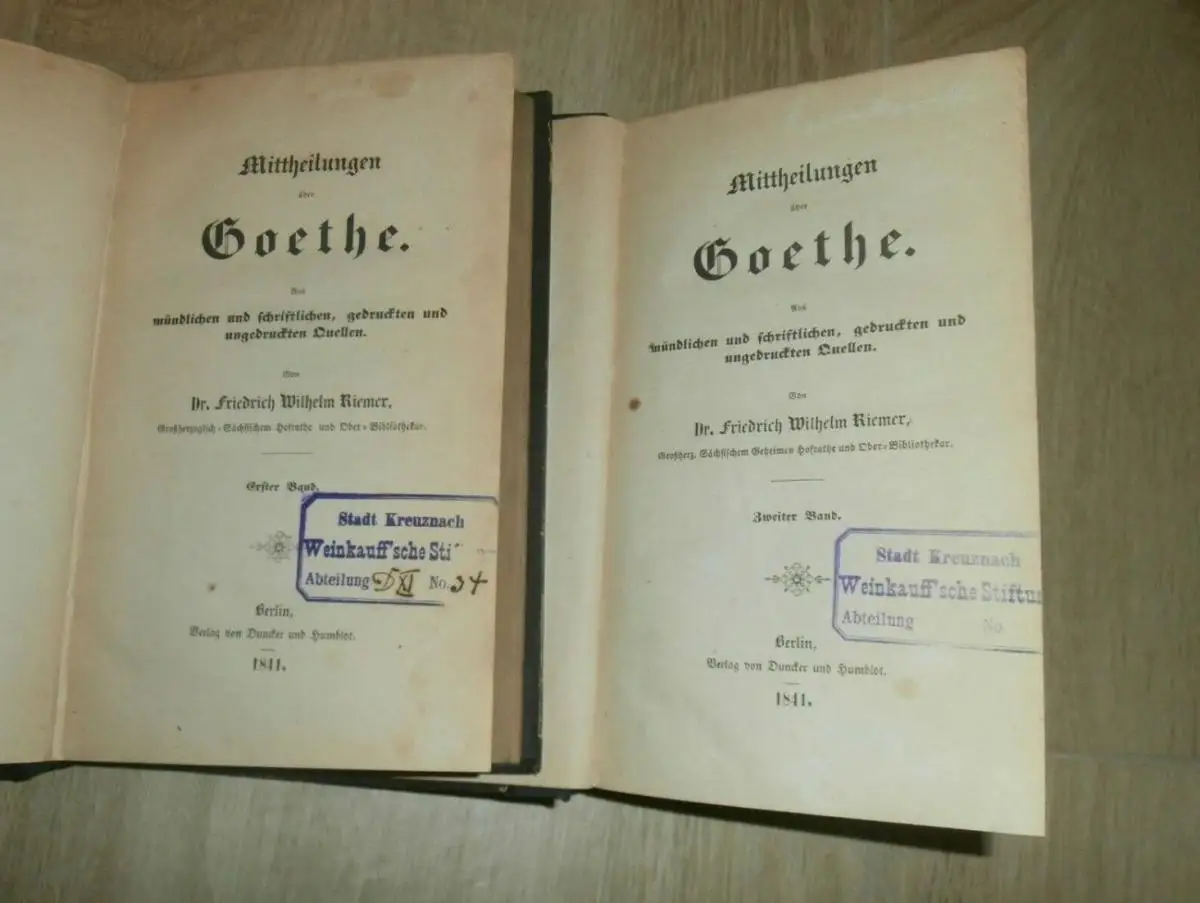 Mittheilungen
über
Goethe.
Aus
mündlichen und schriftlichen, gedruckten und
ungedruckten Quellen.
Von
Dr. Friedrich Wilhelm Riemer,
Großherzoglich-Sächsischem Hofrathe und Ober-Bibliothekar.
Erster Band.
Stadt Kreuznach
Weinkauff'sche Sti
Abteilung D XI No. 34
Berlin,
Verlag von Duncker und Humblot.
1841.
Mittheilungen
über
Goethe.
Aus
mündlichen und schriftlichen, gedruckten und
ungedruckten Quellen.
Von
Dr. Friedrich Wilhelm Riemer,
Großherz. Sächsischem Geheimen Hofrathe und Ober-Bibliothekar.
Zweiter Band.
Stadt Kreuznach
Weinkauff'sche Stiftun
Abteilung No
Berlin,
Verlag von Duncker und Humblot.
1841.